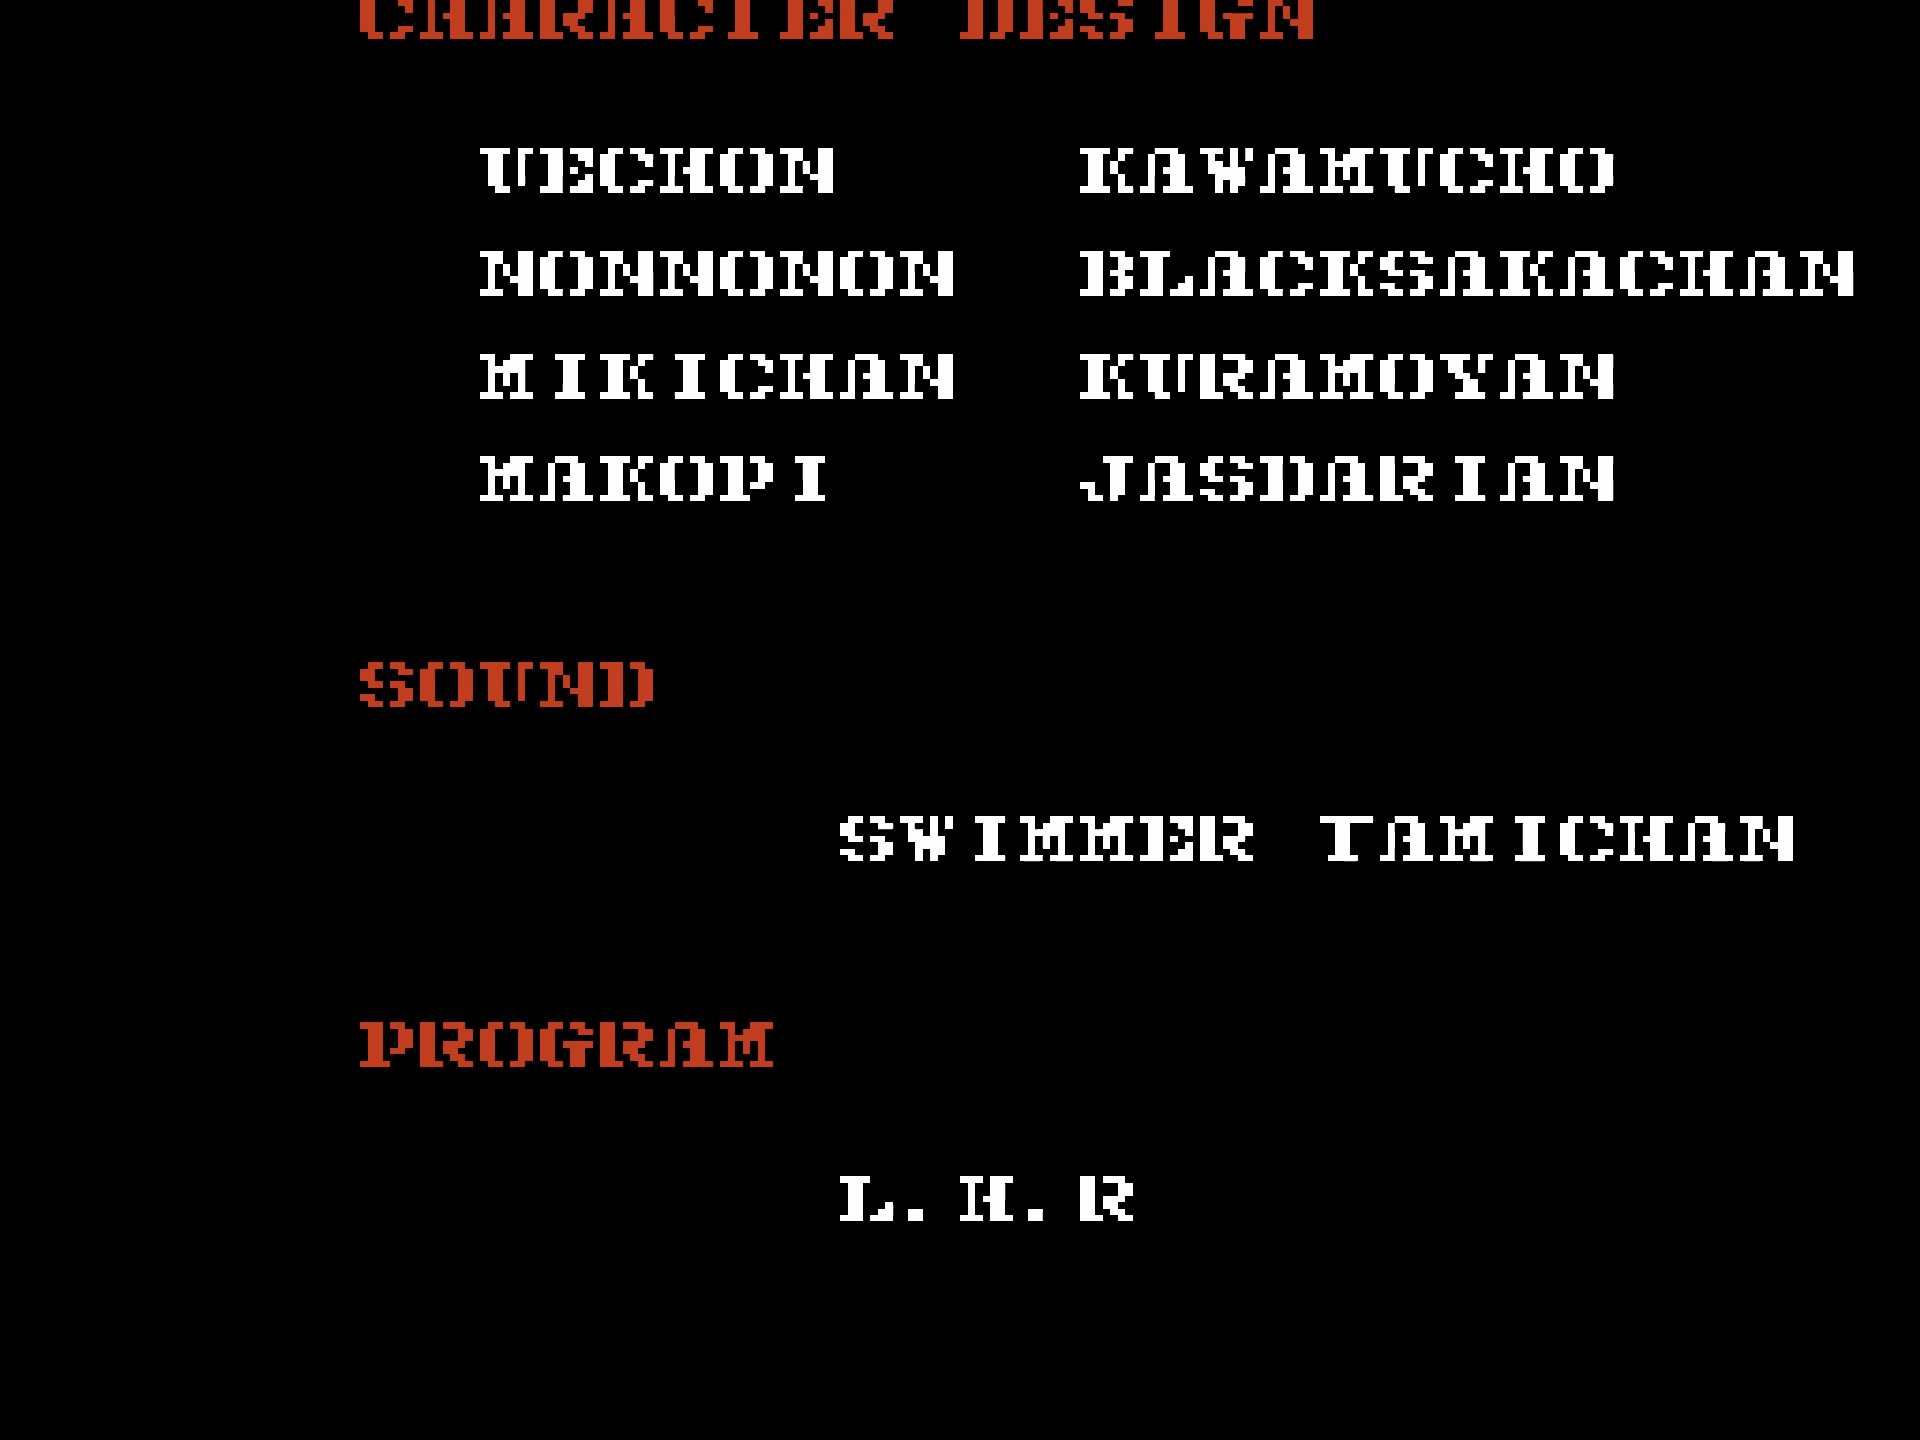 CHARACTER DESIGN
UECHON KAWAMUCHO
NONNONON BLACKSAKACHAN
MIKICHAN KURAMOYAN
MAKOPI JASDARIAN
SOUND
SWIMMER TAMICHAN
PROGRAM
L.H.R